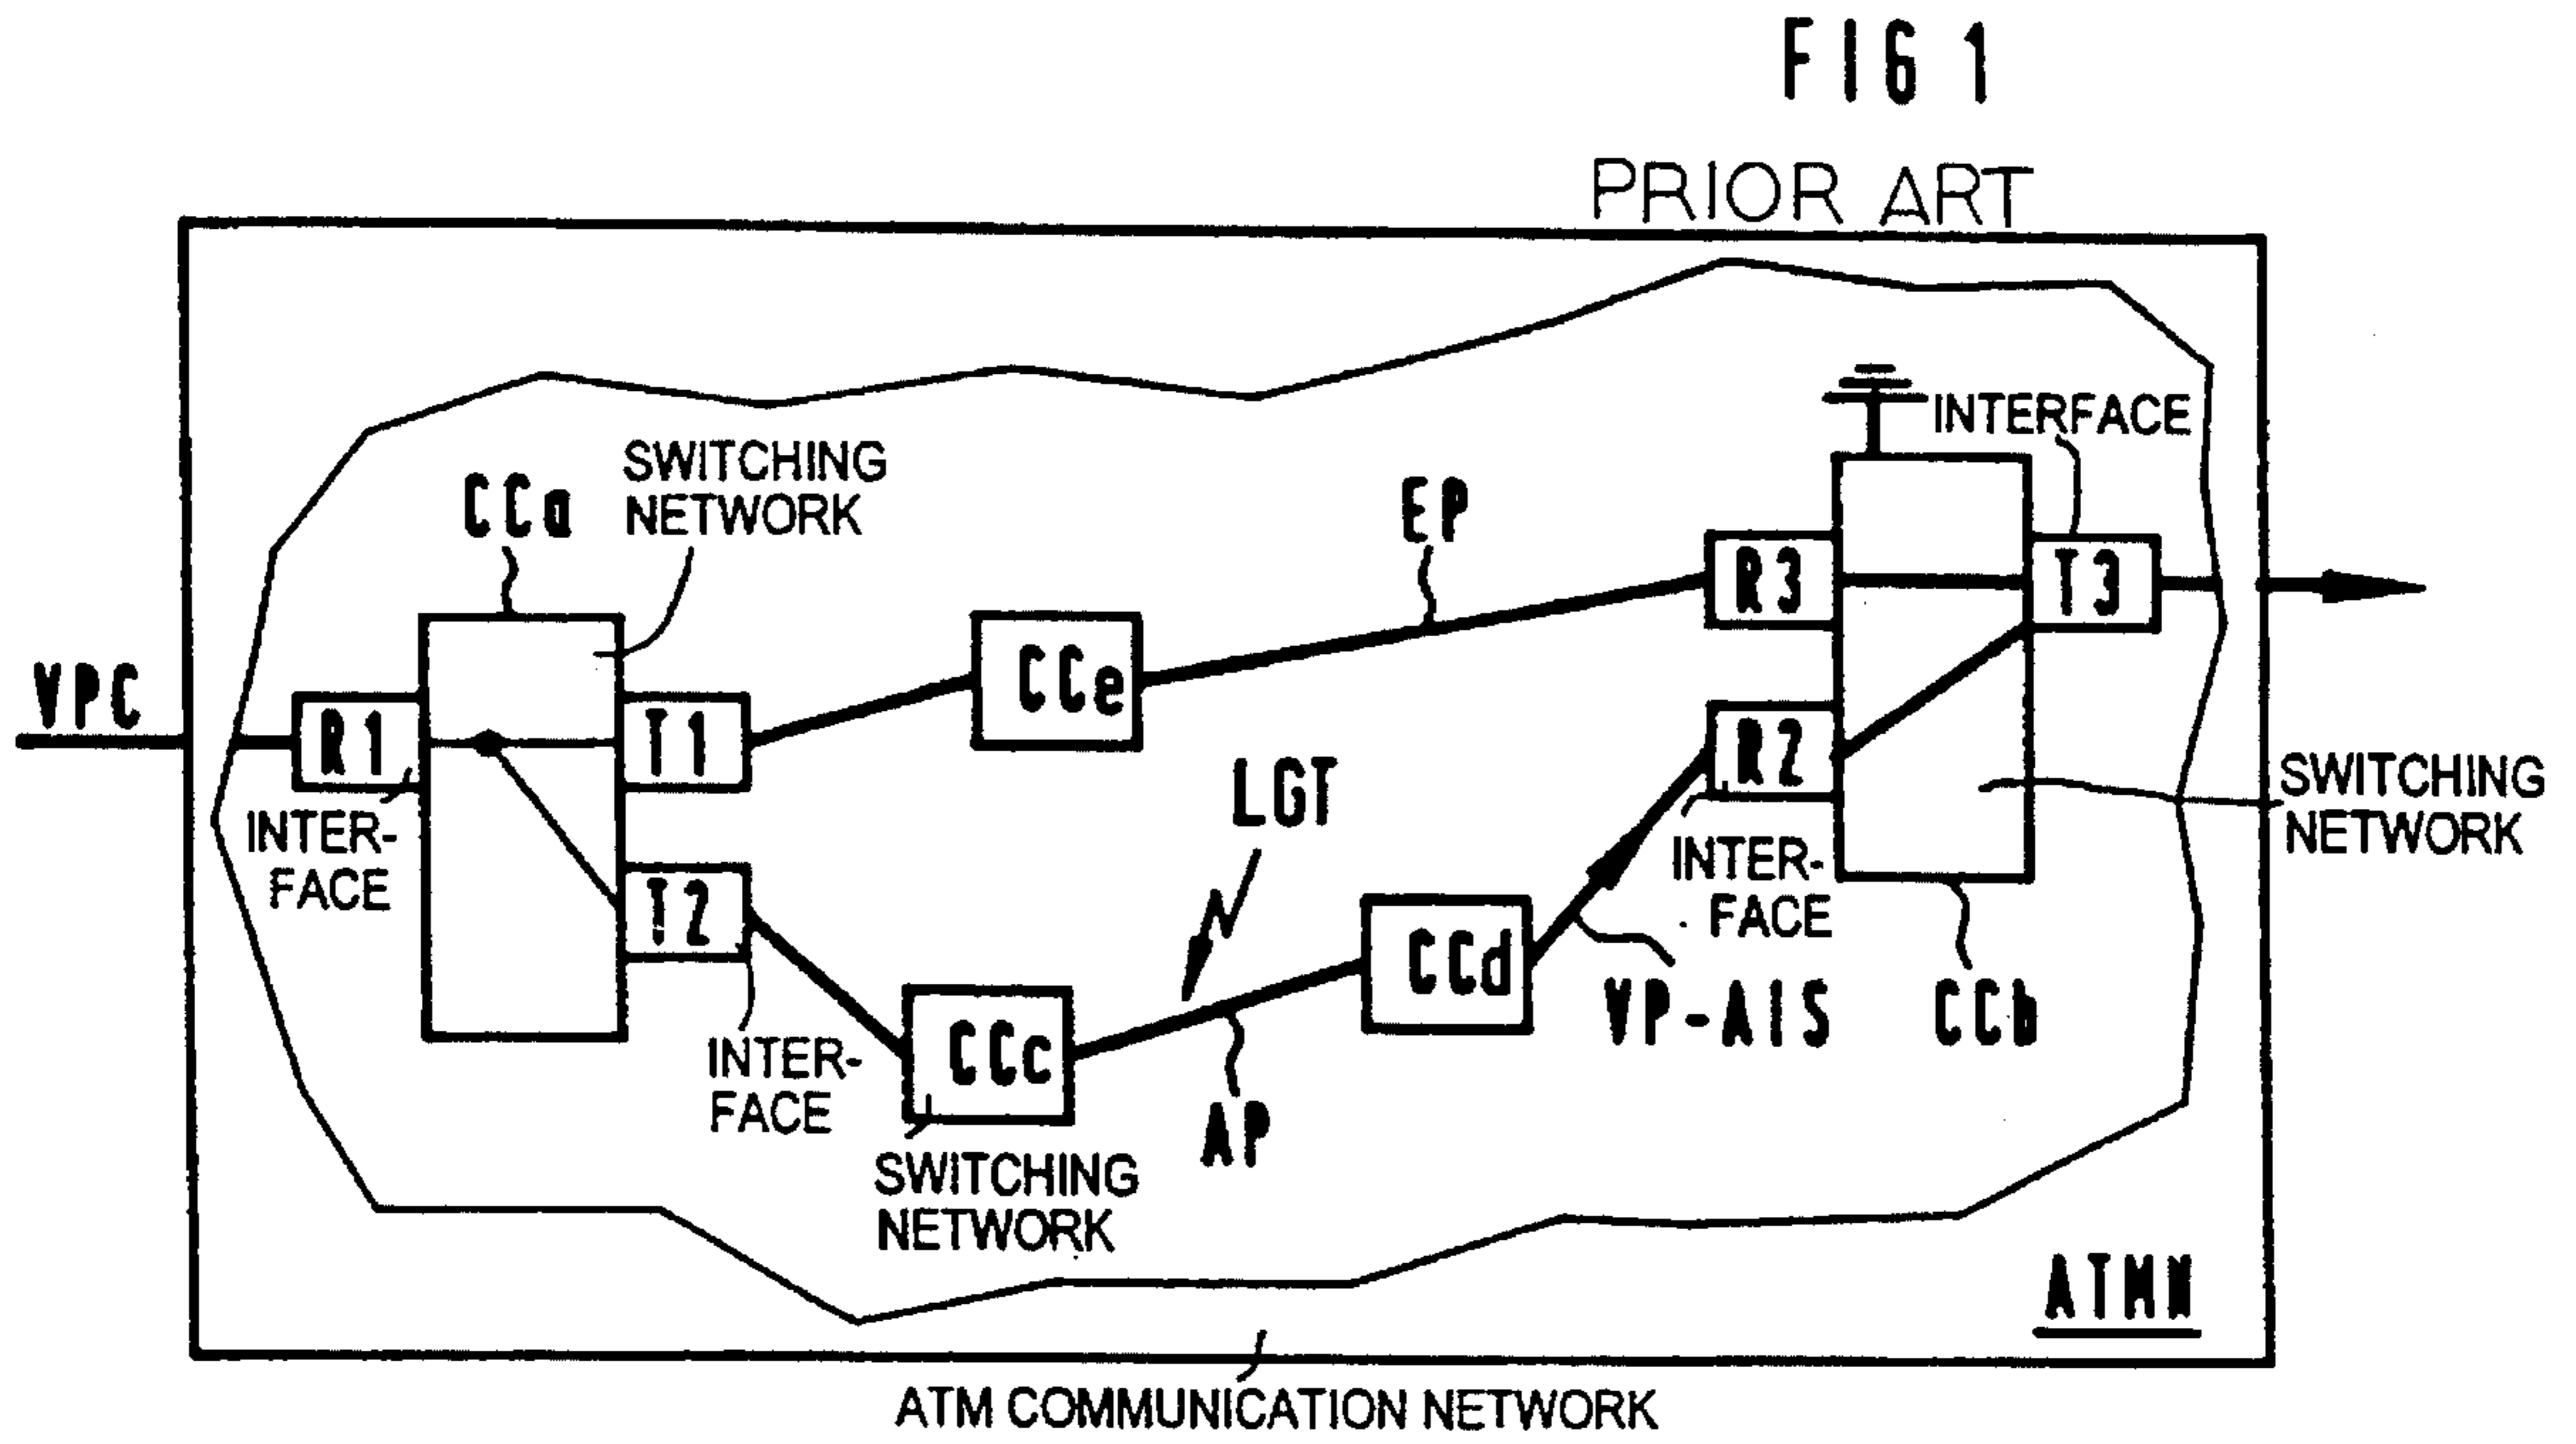 FIG 1
PRIOR ART
SWITCHING
NETWORK
CCa
INTERFACE
EP
R3
T3
VPC
R1
T1
CCe
R2
INTER-
FACE
LGT
SWITCHING
NETWORK
INTER-
FACE
T2
CCd
CCc
INTER-
FACE
VP-AIS
CCb
AP
SWITCHING
NETWORK
ATMN
ATM COMMUNICATION NETWORK